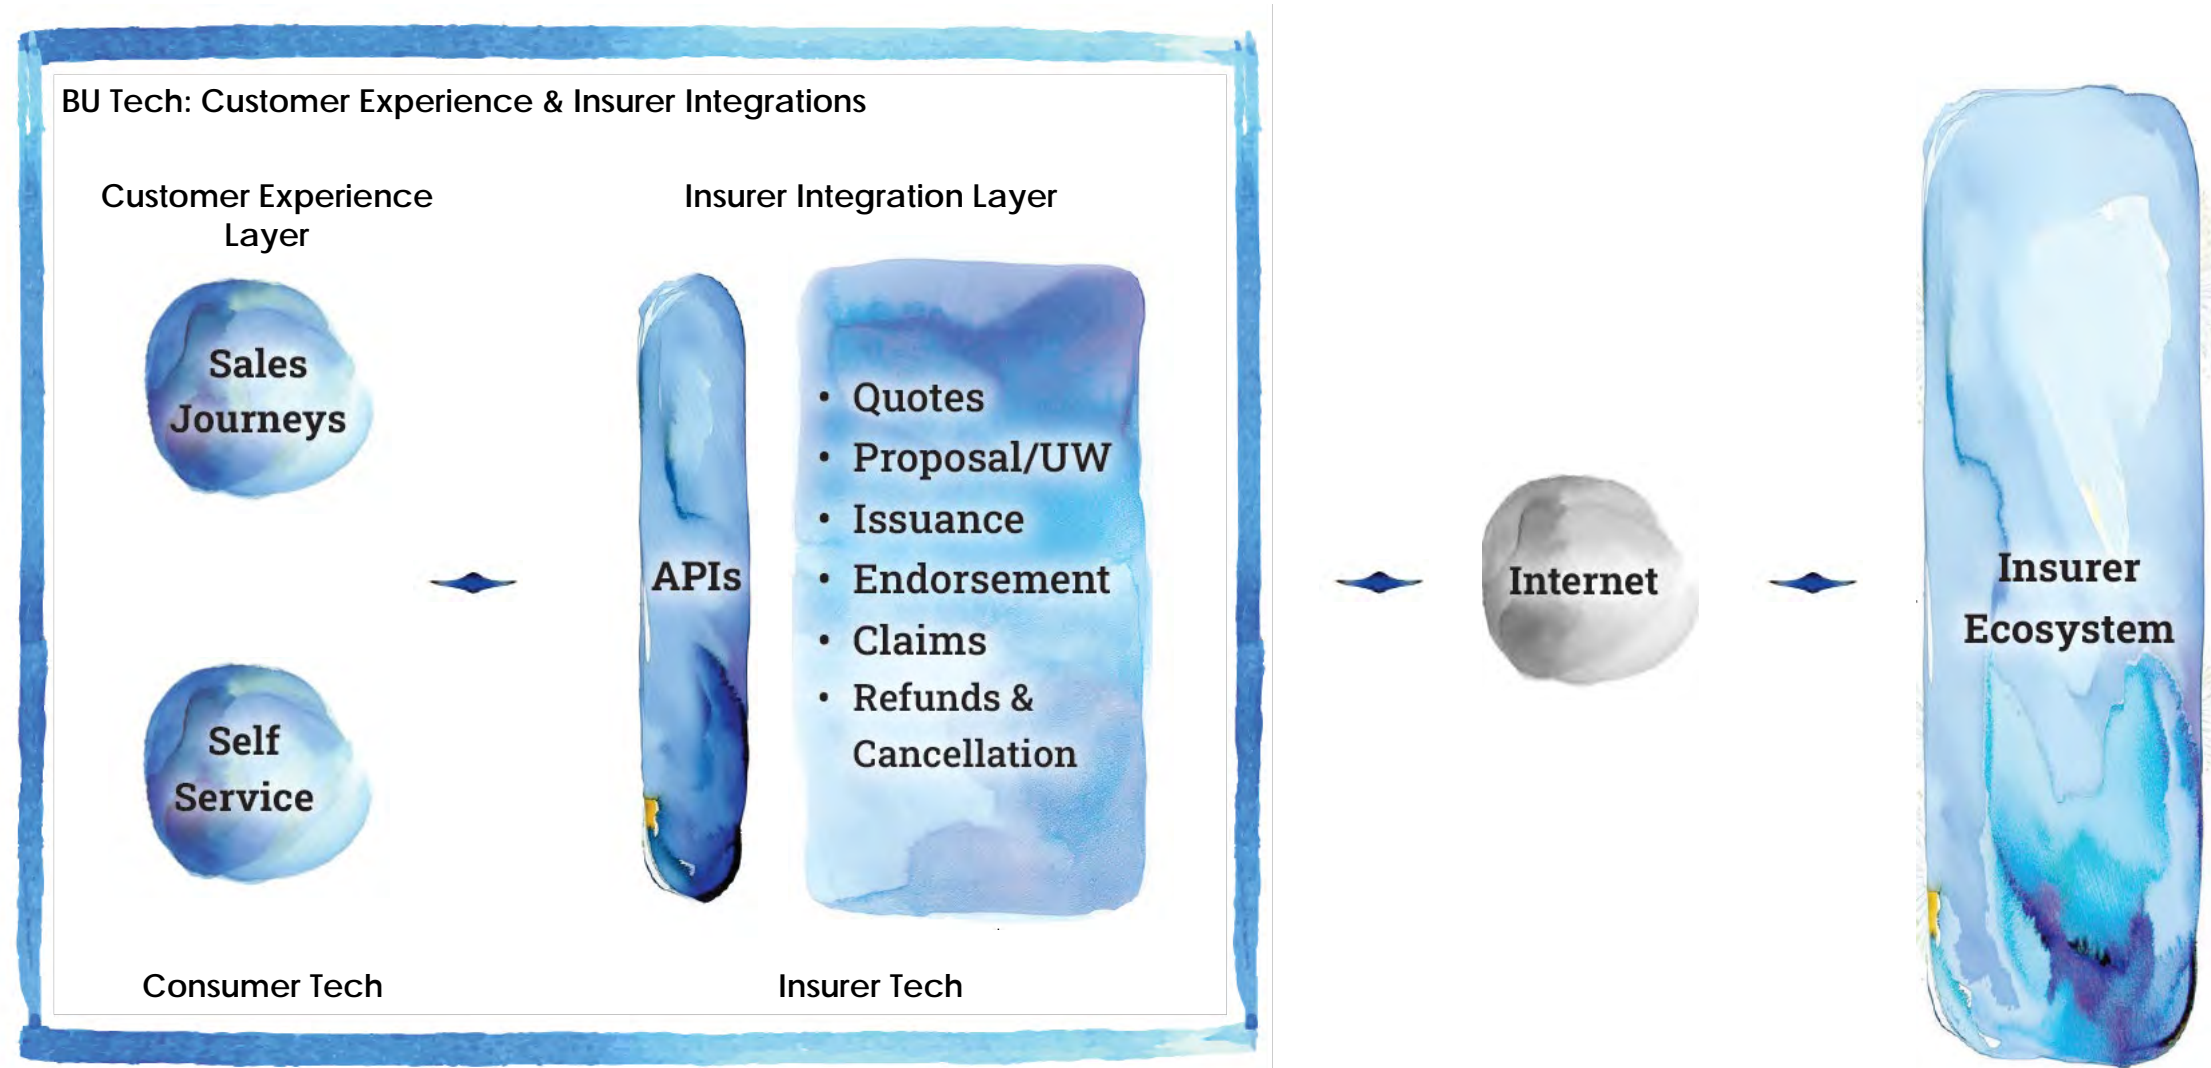 BU Tech: Customer Experience & Insurer Integrations
Customer Experience
Layer
Sales
Journeys
Self
Service
Consumer Tech
Insurer Integration Layer
APIs
• Quotes
• Proposal/UW
• Issuance
• Endorsement
• Claims
• Refunds &
Cancellation
Insurer Tech
Internet
Insurer
Ecosystem